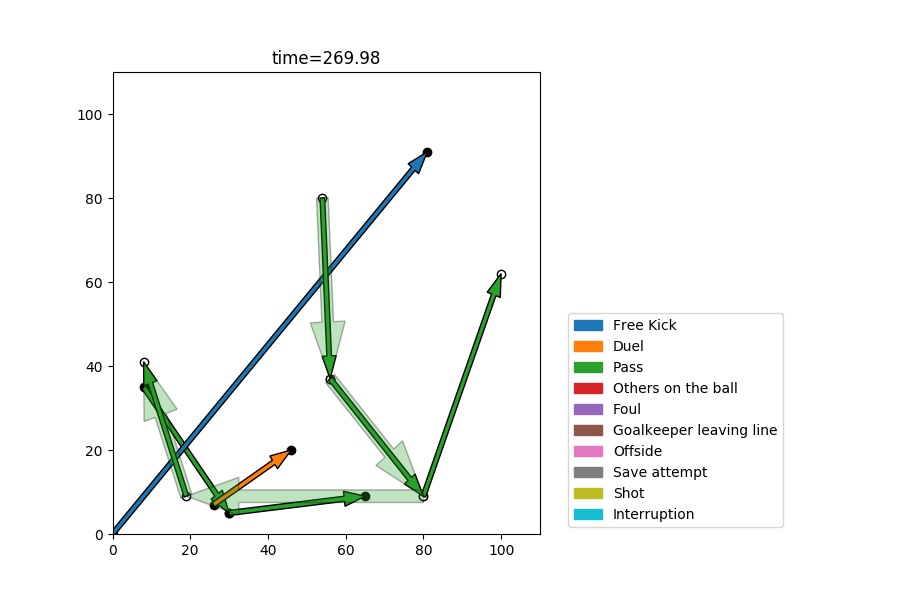 time=269.98
100
80
60
40
20
0
0 20 40 60 80 100
Free Kick
Duel
Pass
Others on the ball
Foul
Goalkeeper leaving line
Offside
Save attempt
Shot
Interruption